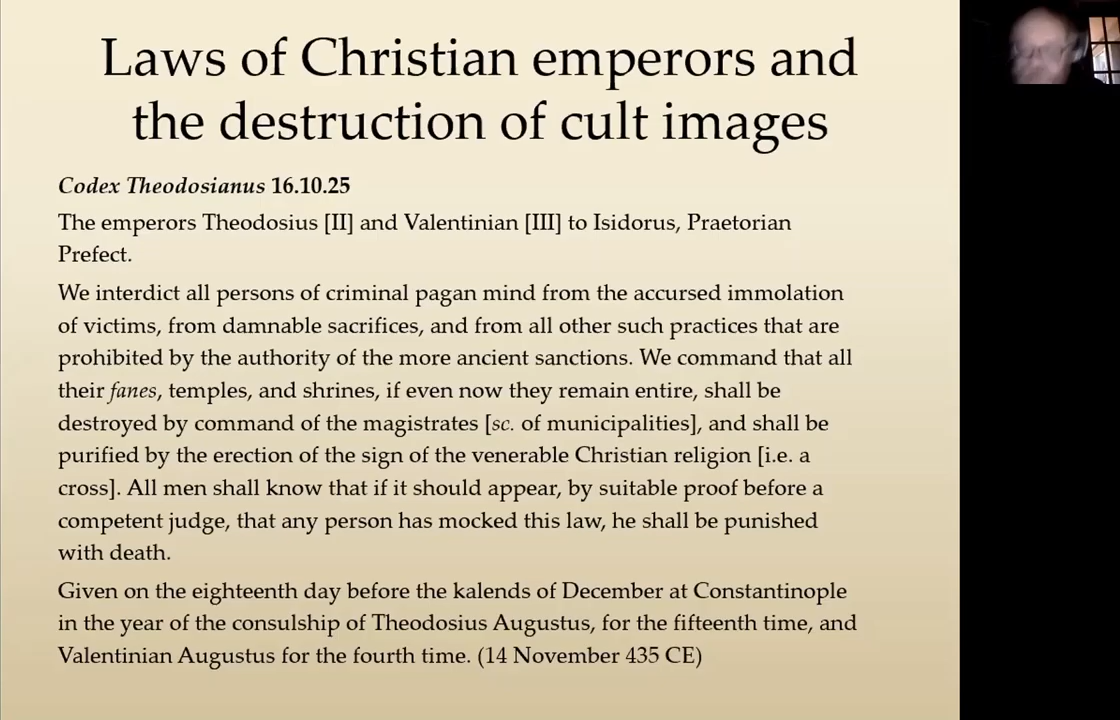 Laws of Christian emperors and
the destruction of cult images
Codex Theodosianus 16.10.25
The emperors Theodosius [II] and Valentinian [III] to Isidorus, Praetorian
Prefect.
We interdict all persons of criminal pagan mind from the accursed immolation
of victims, from damnable sacrifices, and from all other such practices that are
prohibited by the authority of the more ancient sanctions. We command that all
their fanes, temples, and shrines, if even now they remain entire, shall be
destroyed by command of the magistrates [sc. of municipalities], and shall be
purified by the erection of the sign of the venerable Christian religion [i.e. a
cross]. All men shall know that if it should appear, by suitable proof before a
competent judge, that any person has mocked this law, he shall be punished
with death.
Given on the eighteenth day before the kalends of December at Constantinople
in the year of the consulship of Theodosius Augustus, for the fifteenth time, and
Valentinian Augustus for the fourth time. (14 November 435 CE)